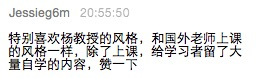 Jessieg6m 20:55:50
特别喜欢杨教授的风格，和国外老师上课
的风格一样，除了上课，给学习者留了大
量自学的内容，赞一下